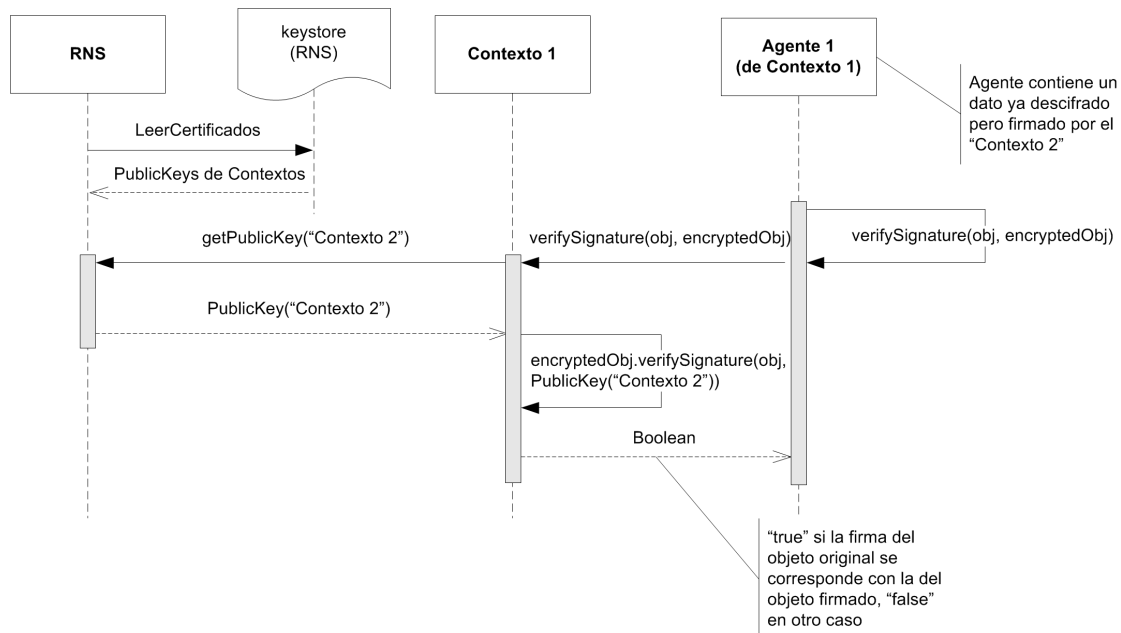 RNS
keystore
(RNS)
Contexto 1
Agente 1
(de Contexto 1)
Agente contiene un
dato ya descifrado
pero firmado por el
“Contexto 2”
LeerCertificados
PublicKeys de Contextos
getPublicKey(“Contexto 2”)
verifySignature(obj, encryptedObj)
verifySignature(obj, encryptedObj)
PublicKey(“Contexto 2”)
encryptedObj.verifySignature(obj,
PublicKey(“Contexto 2”))
Boolean
“true” si la firma del
objeto original se
corresponde con la del
objeto firmado, “false”
en otro caso